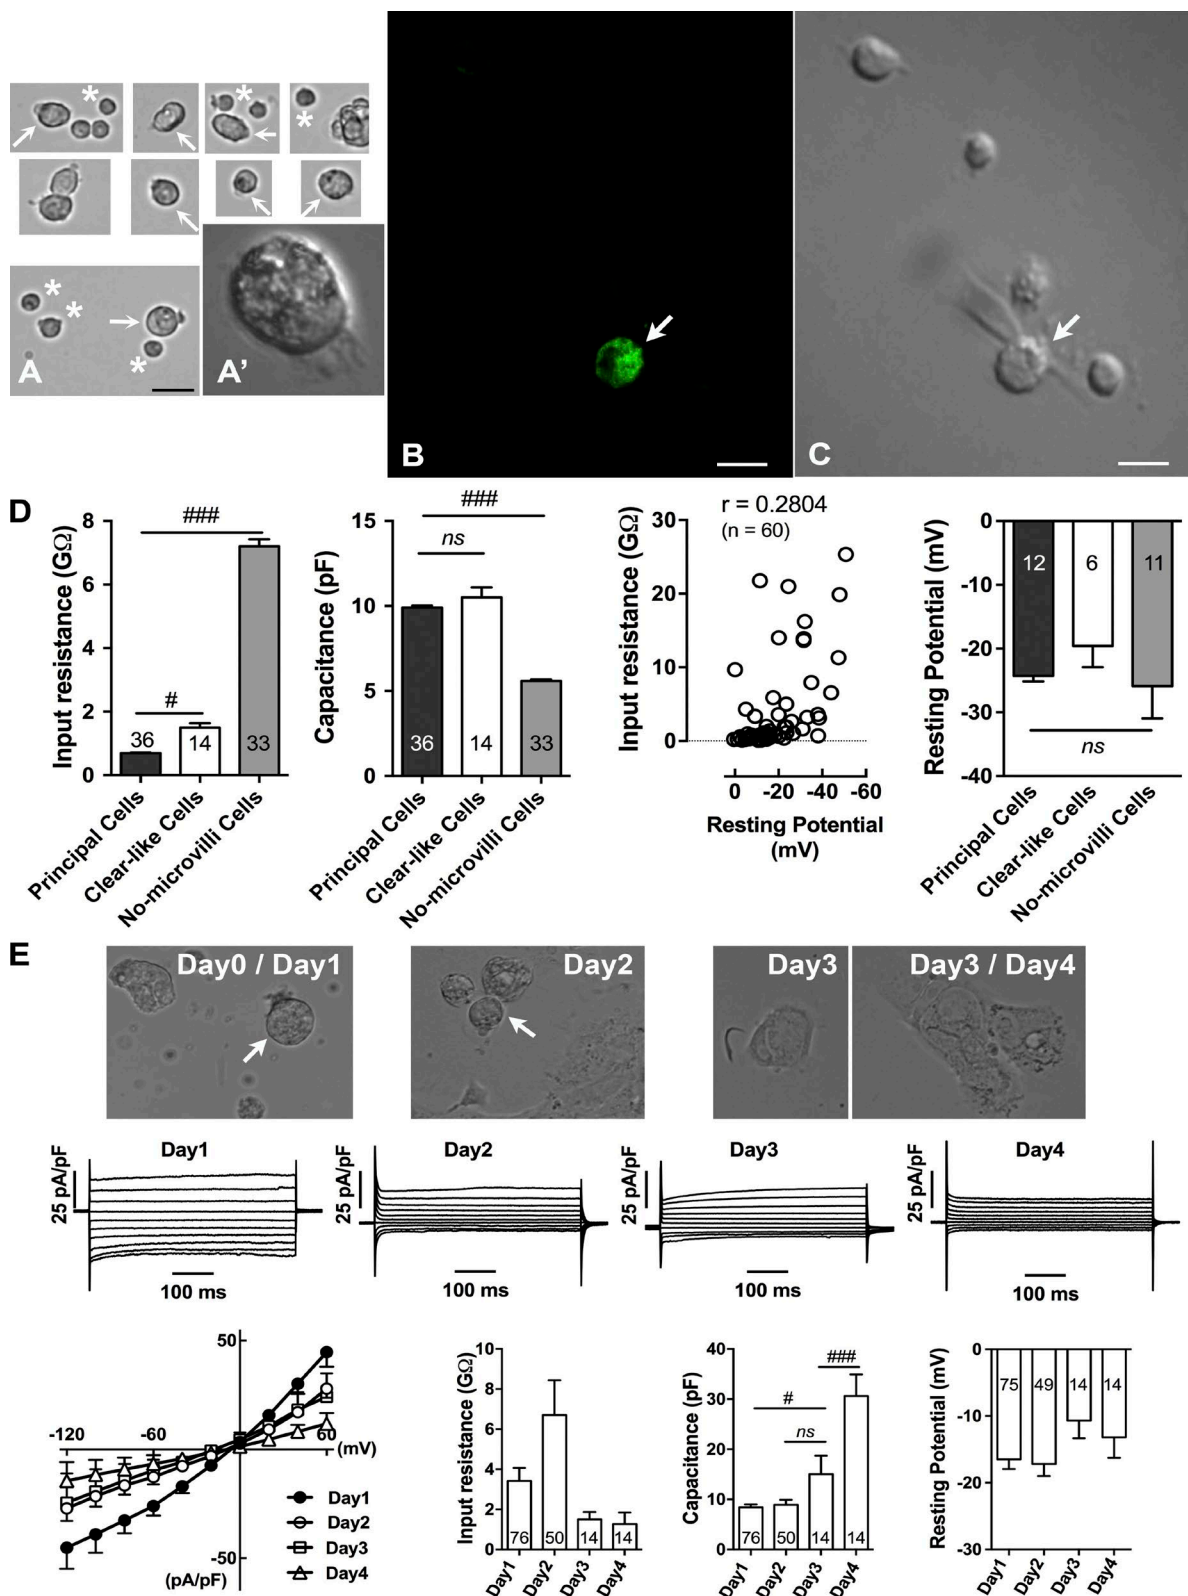 *
*
*
*
*
*
A
A'
B
C
D
Input resistance (GΩ)
8
6
4
2
0
###
#
36
14
33
Principal Cells
Clear-like Cells
No-microvilli Cells
Capacitance (pF)
15
10
5
0
###
ns
36
14
33
Principal Cells
Clear-like Cells
No-microvilli Cells
Input resistance (GΩ)
30
20
10
0
r = 0.2804
(n = 60)
0
-20
-40
-60
Resting Potential
(mV)
Resting Potential (mV)
0
-10
-20
-30
-40
12
6
11
ns
Principal Cells
Clear-like Cells
No-microvilli Cells
E
Day0 / Day1
Day2
Day3
Day3 / Day4
Day1
25 pA/pF
100 ms
Day2
25 pA/pF
100 ms
Day3
25 pA/pF
100 ms
Day4
25 pA/pF
100 ms
50
-120
-60
60
(mV)
-50
(pA/pF)
Day1
Day2
Day3
Day4
Input resistance (GΩ)
10
8
6
4
2
0
76
50
14
14
Day1
Day2
Day3
Day4
Capacitance (pF)
40
30
20
10
0
###
#
ns
76
50
14
14
Day1
Day2
Day3
Day4
Resting Potential (mV)
0
-10
-20
-30
75
49
14
14
Day1
Day2
Day3
Day4